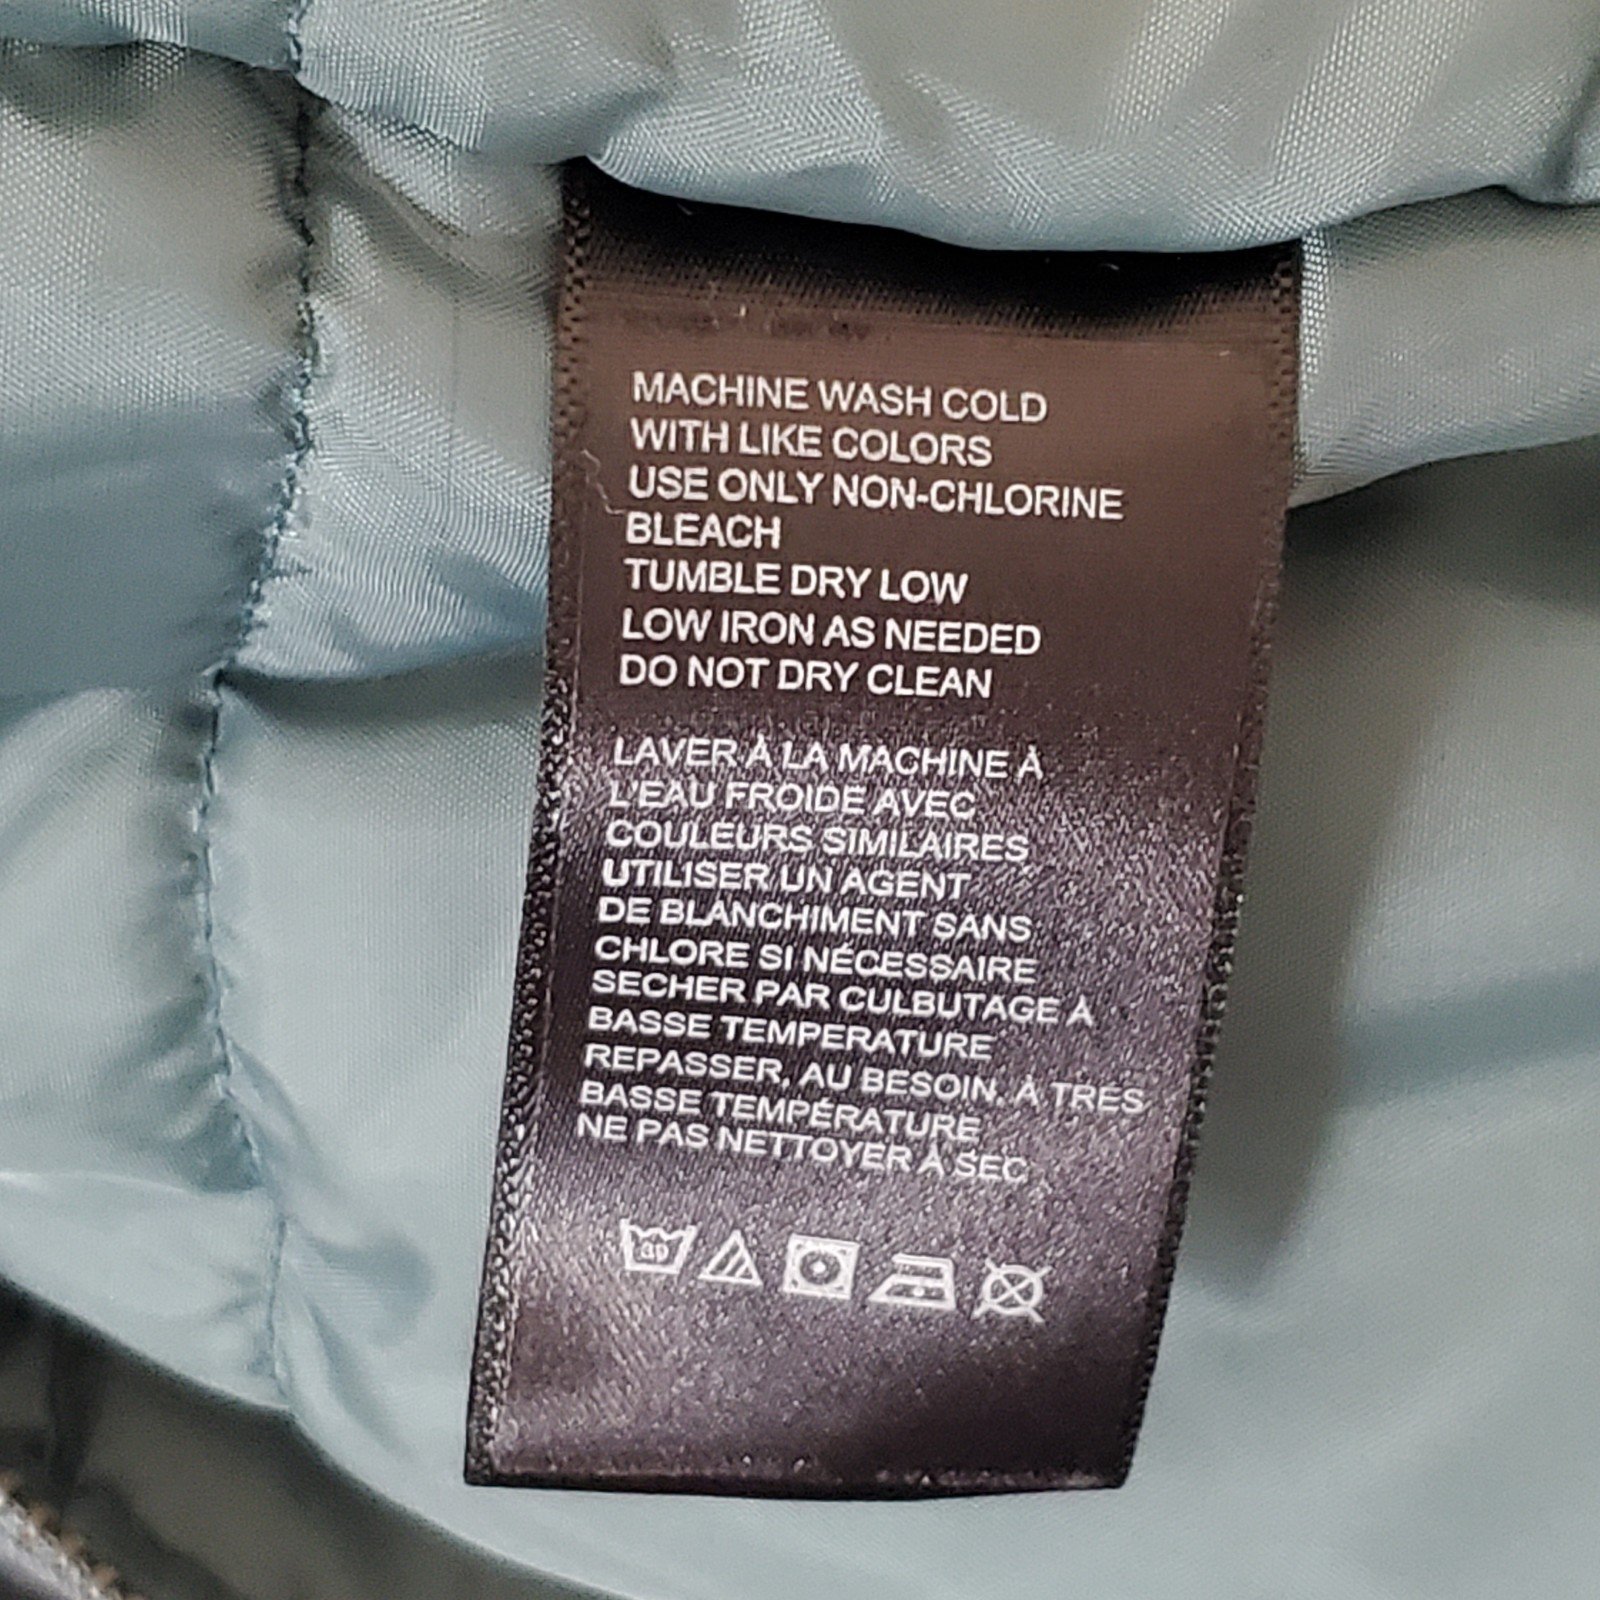 MACHINE WASH COLD
WITH LIKE COLORS
USE ONLY NON-CHLORINE
BLEACH
TUMBLE DRY LOW
LOW IRON AS NEEDED
DO NOT DRY CLEAN
LAVER À LA MACHINE À
L'EAU FROIDE AVEC
COULEURS SIMILAIRES
UTILISER UN AGENT
DE BLANCHIMENT SANS
CHLORE SI NÉCESSAIRE
SECHER PAR CULBUTAGE À
BASSE TEMPERATURE
REPASSER, AU BESOIN, À TRÈS
BASSE TEMPÉRATURE
NE PAS NETTOYER À SEC
30